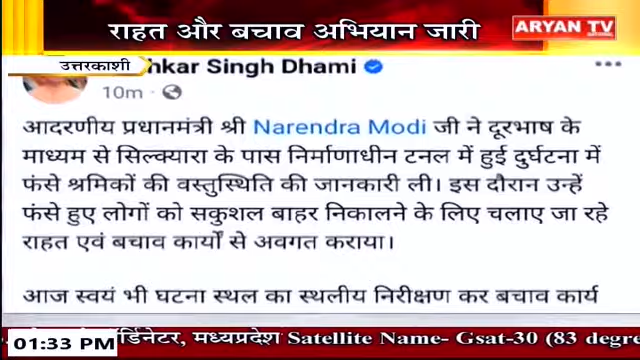 राहत और बचाव अभियान जारी
ARYAN TV
उत्तरकाशी
hkar Singh Dhami
10m
आदरणीय प्रधानमंत्री श्री Narendra Modi जी ने दूरभाष के
माध्यम से सिल्क्यारा के पास निर्माणाधीन टनल में हुई दुर्घटना में
फंसे श्रमिकों की वस्तुस्थिति की जानकारी ली। इस दौरान उन्हें
फंसे हुए लोगों को सकुशल बाहर निकालने के लिए चलाए जा रहे
राहत एवं बचाव कार्यों से अवगत कराया।
आज स्वयं भी घटना स्थल का स्थलीय निरीक्षण कर बचाव कार्य
01:33 PM
र्डिनेटर, मध्यप्रदेश Satellite Name- Gsat-30 (83 degre